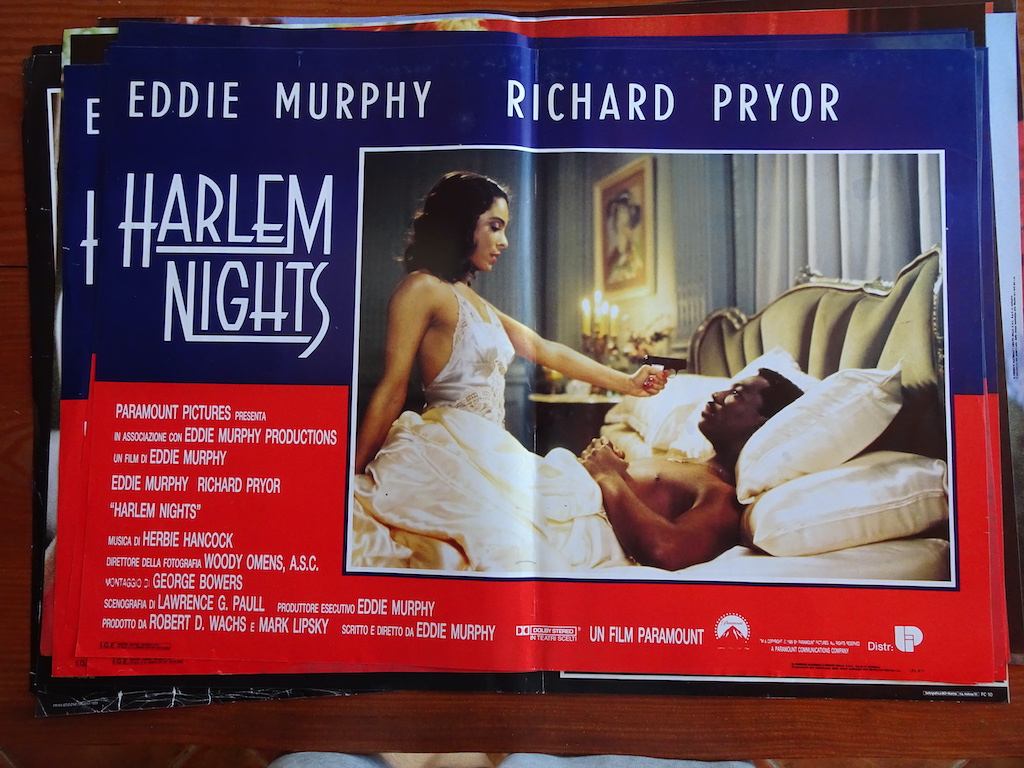 EDDIE MURPHY RICHARD PRYOR
HARLEM
NIGHTS
PARAMOUNT PICTURES PRESENTA
IN ASSOCIAZIONE CON EDDIE MURPHY PRODUCTIONS
UN FILM DI EDDIE MURPHY
EDDIE MURPHY RICHARD PRYOR
"HARLEM NIGHTS"
MUSICA DI HERBIE HANCOCK
DIRETTORE DELLA FOTOGRAFIA WOODY OMENS, A.S.C.
MONTAGGIO DI GEORGE BOWERS
SCENOGRAFIA DI LAWRENCE G. PAULL PRODUTTORE ESECUTIVO EDDIE MURPHY
PRODOTTO DA ROBERT D. WACHS E MARK LIPSKY SCRITTO E DIRETTO DA EDDIE MURPHY
DOLBY STEREO
IN TEATRI SCELTI
UN FILM PARAMOUNT
Paramount
A PARAMOUNT COMMUNICATIONS COMPANY
Distr:
E
H